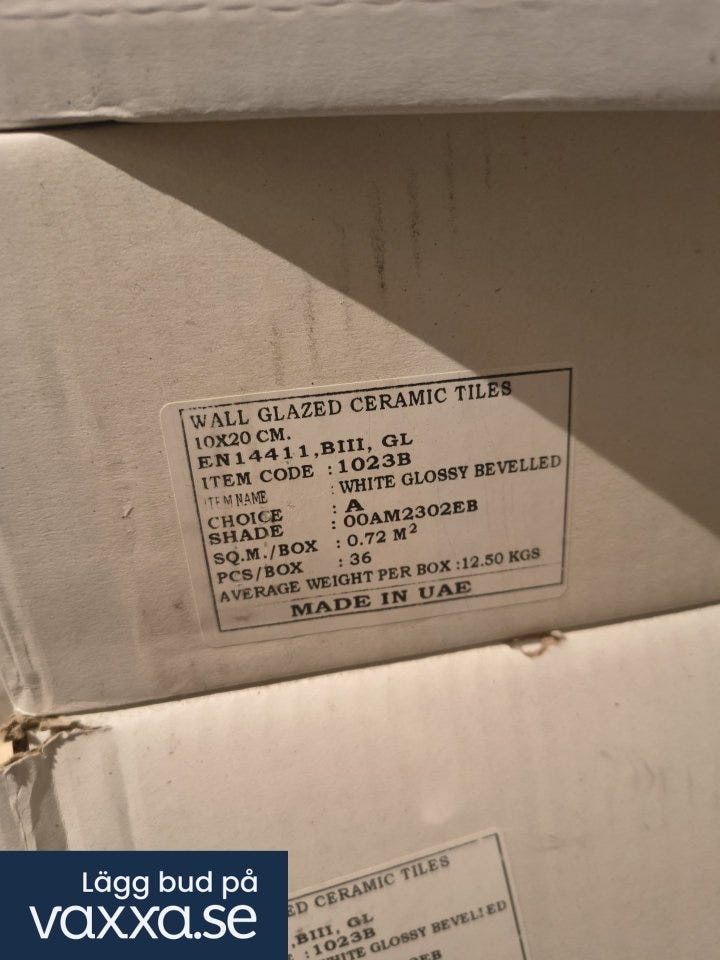 WALL GLAZED CERAMIC TILES
10X20 CM.
EN14411,BIII, GL
ITEM CODE : 1023B
ITEM NAME : WHITE GLOSSY BEVELLED
CHOICE : A
SHADE : 00AM2302EB
SQ.M./BOX : 0.72 M²
PCS/BOX : 36
AVERAGE WEIGHT PER BOX :12.50 KGS
MADE IN UAE
CERAMIC TILES
,BIII, GL
: 1023B
GLOSSY BEVELLED
Lägg bud på
vaxxa.se